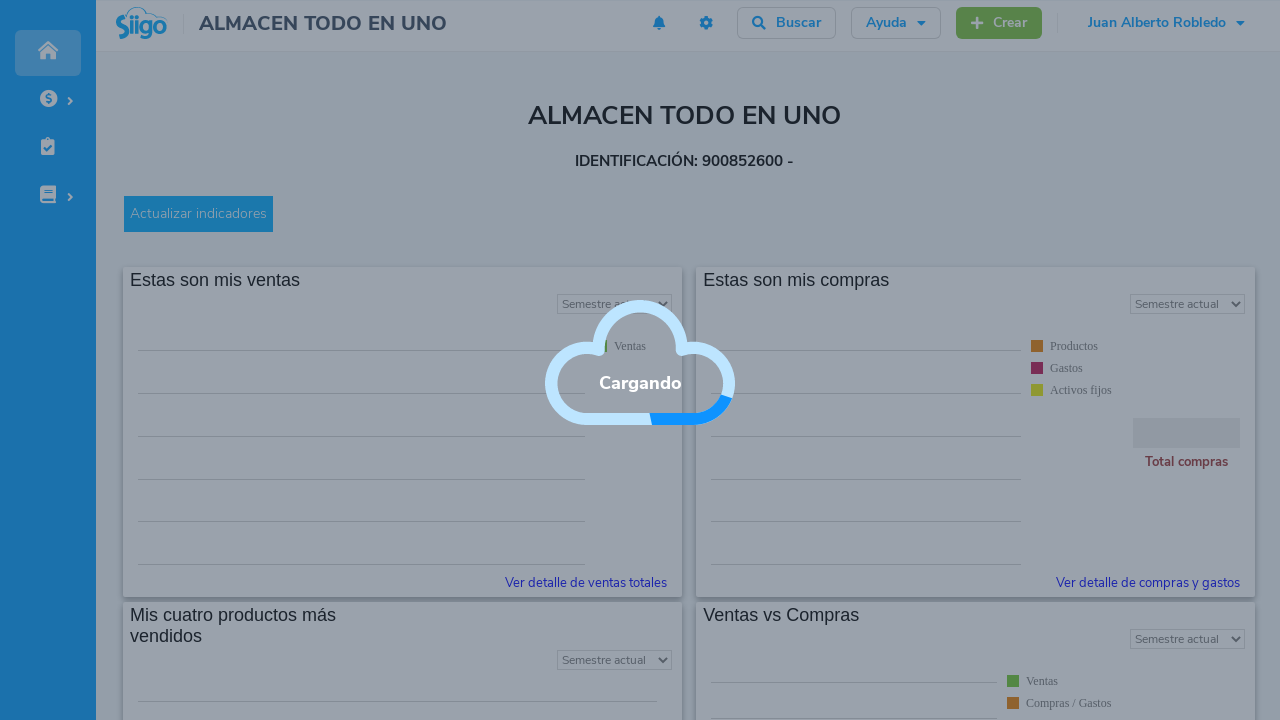 Siigo
ALMACEN TODO EN UNO
Buscar
Ayuda
Crear
Juan Alberto Robledo
ALMACEN TODO EN UNO
IDENTIFICACIÓN: 900852600 -
Actualizar indicadores
Estas son mis ventas
Semestre actual
Ventas
Ver detalle de ventas totales
Estas son mis compras
Semestre actual
Productos
Gastos
Activos fijos
Total compras
Ver detalle de compras y gastos
Cargando
Mis cuatro productos más
vendidos
Semestre actual
Ventas vs Compras
Semestre actual
Ventas
Compras / Gastos